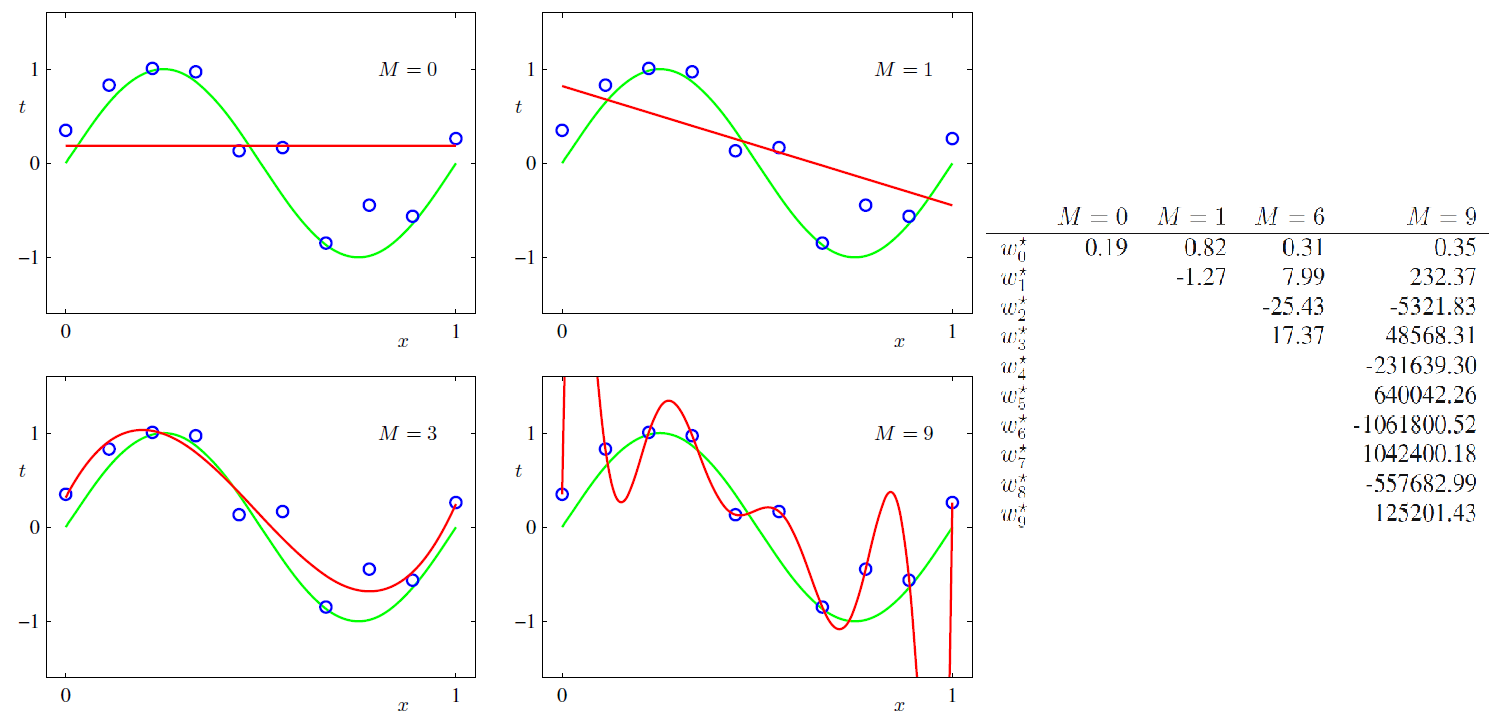 M = 0
1
t
0
−1
0
1
x
M = 1
1
t
0
−1
0
1
x
M = 3
1
t
0
−1
0
1
x
M = 9
1
t
0
−1
0
1
x
M = 0 M = 1 M = 6 M = 9
w₀⋆ 0.19 0.82 0.31 0.35
w₁⋆ -1.27 7.99 232.37
w₂⋆ -25.43 -5321.83
w₃⋆ 17.37 48568.31
w₄⋆ -231639.30
w₅⋆ 640042.26
w₆⋆ -1061800.52
w₇⋆ 1042400.18
w₈⋆ -557682.99
w₉⋆ 125201.43